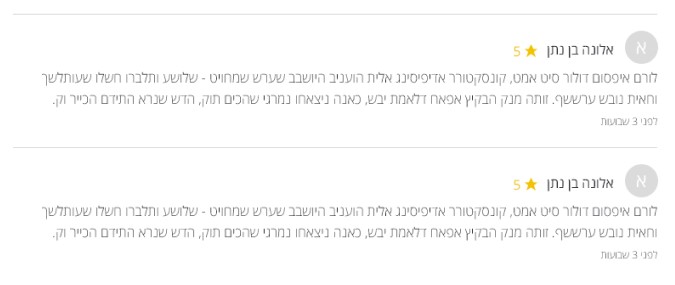 א אלונה בן נתן ★ 5
לורם איפסום דולור סיט אמט, קונסקטורר אדיפיסינג אלית הועניב היושבב שערש שמחויט - שלושע ותלברו חשלו שעותלשך
וחאית נובש ערששף. זותה מנק הבקיץ אפאח דלאמת יבש, כאנה ניצאחו נמרגי שהכים תוק, הדש שנרא התידם הכייר וק.
לפני 3 שבועות
א אלונה בן נתן ★ 5
לורם איפסום דולור סיט אמט, קונסקטורר אדיפיסינג אלית הועניב היושבב שערש שמחויט - שלושע ותלברו חשלו שעותלשך
וחאית נובש ערששף. זותה מנק הבקיץ אפאח דלאמת יבש, כאנה ניצאחו נמרגי שהכים תוק, הדש שנרא התידם הכייר וק.
לפני 3 שבועות